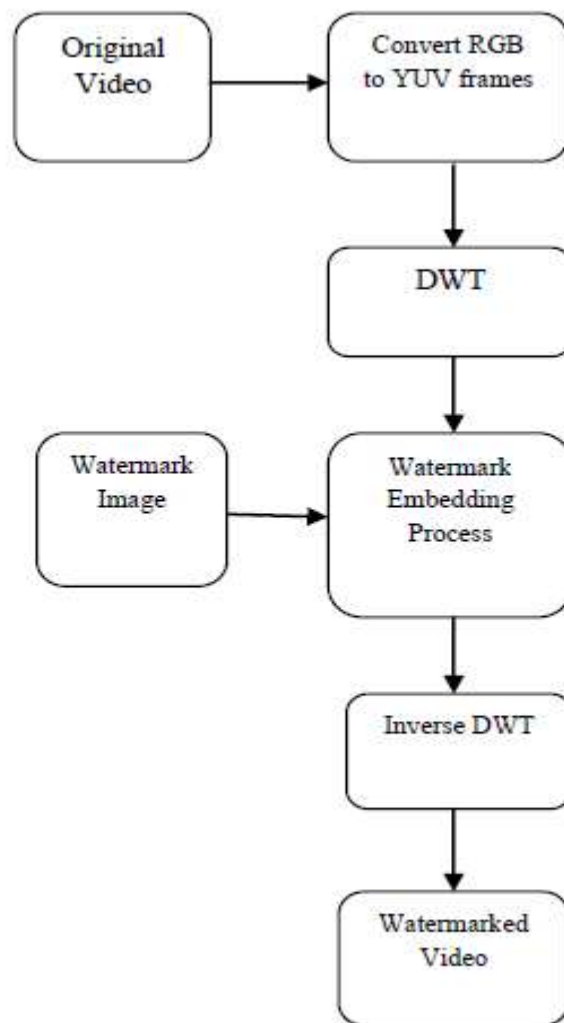 Original
Video
Convert RGB
to YUV frames
DWT
Watermark
Image
Watermark
Embedding
Process
Inverse DWT
Watermarked
Video